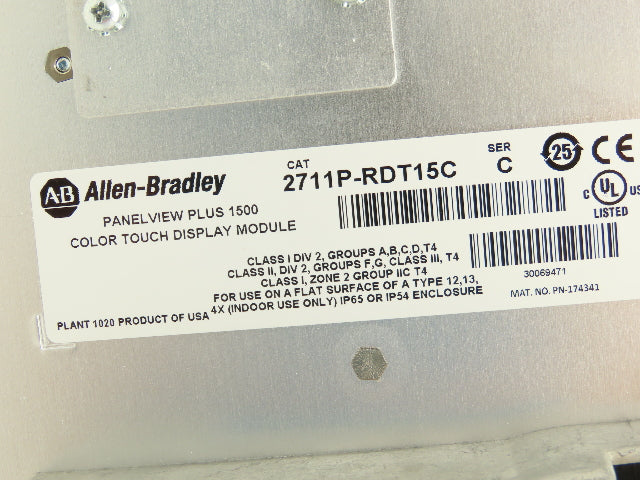 AB Allen-Bradley
CAT
2711P-RDT15C
SER
C
25
CE
PANELVIEW PLUS 1500
COLOR TOUCH DISPLAY MODULE
C UL US
LISTED
CLASS I DIV 2, GROUPS A,B,C,D,T4
CLASS II, DIV 2, GROUPS F,G, CLASS III, T4
CLASS I, ZONE 2 GROUP IIC T4
FOR USE ON A FLAT SURFACE OF A TYPE 12,13,
4X (INDOOR USE ONLY) IP65 OR IP54 ENCLOSURE
30069471
MAT. NO. PN-174341
PLANT 1020 PRODUCT OF USA